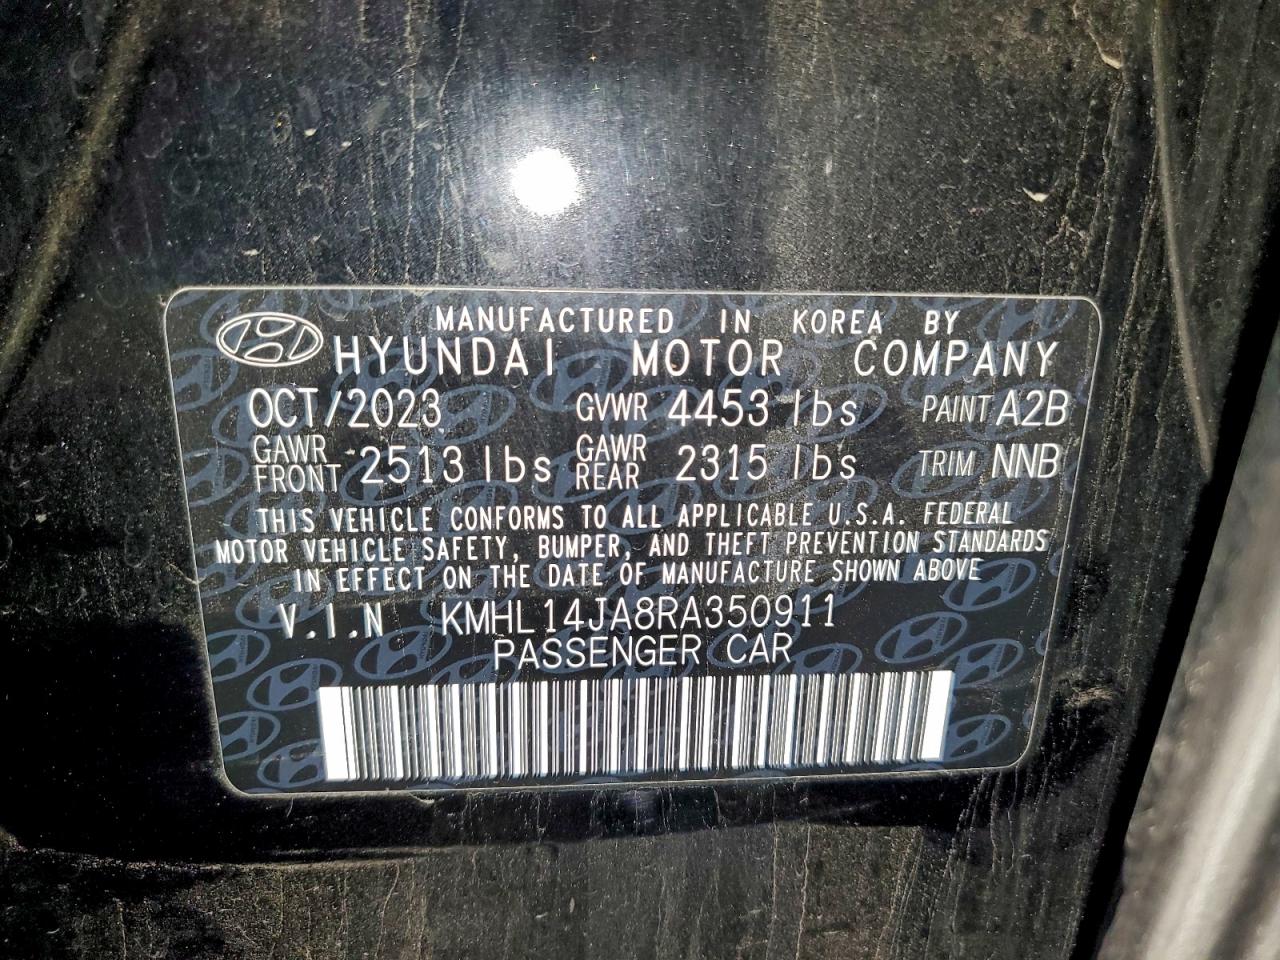 MANUFACTURED IN KOREA BY
HYUNDAI MOTOR COMPANY
OCT/2023 GVWR 4453 lbs PAINT A2B
GAWR FRONT 2513 lbs GAWR REAR 2315 lbs TRIM NNB
THIS VEHICLE CONFORMS TO ALL APPLICABLE U.S.A. FEDERAL
MOTOR VEHICLE SAFETY, BUMPER, AND THEFT PREVENTION STANDARDS
IN EFFECT ON THE DATE OF MANUFACTURE SHOWN ABOVE
V.I.N KMHL14JA8RA350911
PASSENGER CAR